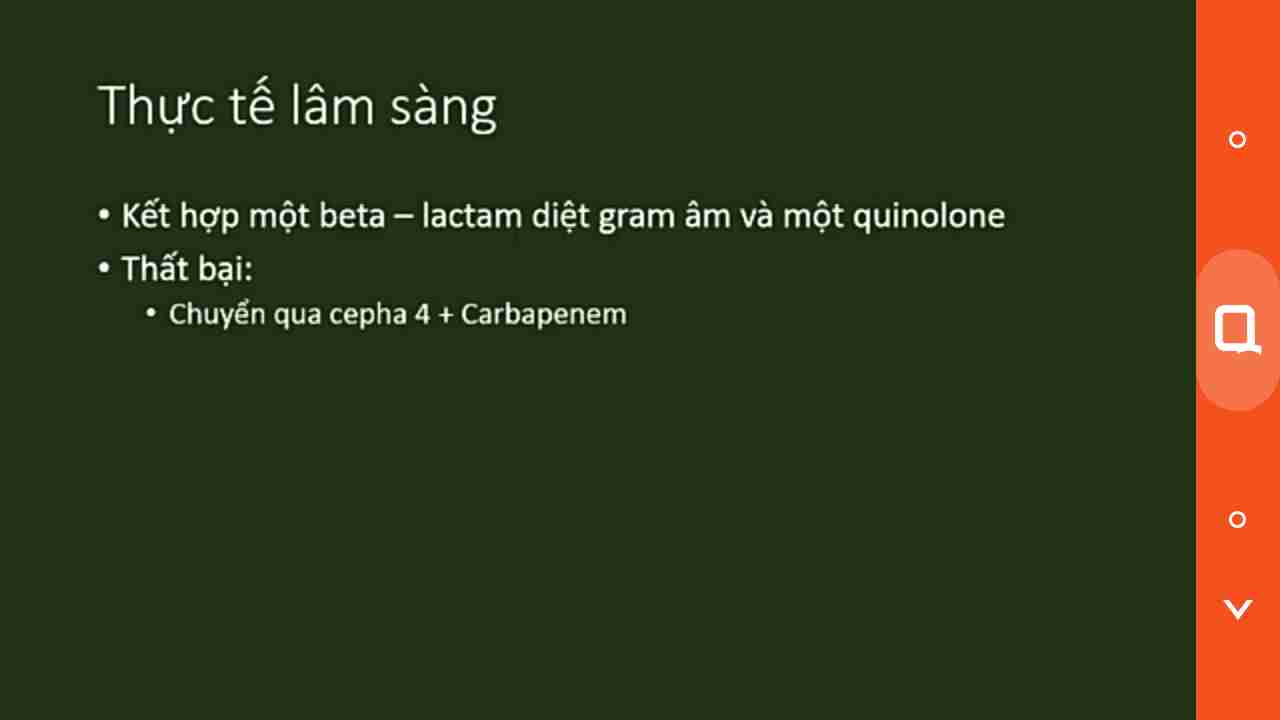 Thực tế lâm sàng
• Kết hợp một beta – lactam diệt gram âm và một quinolone
• Thất bại:
• Chuyển qua cepha 4 + Carbapenem